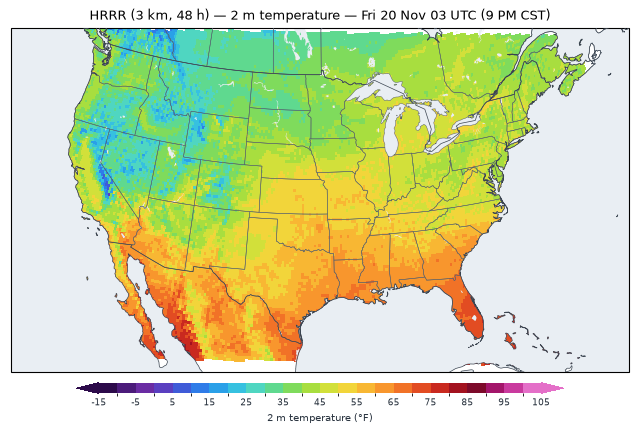 HRRR (3 km, 48 h) — 2 m temperature — Fri 20 Nov 03 UTC (9 PM CST)
-15 -5 5 15 25 35 45 55 65 75 85 95 105
2 m temperature (°F)